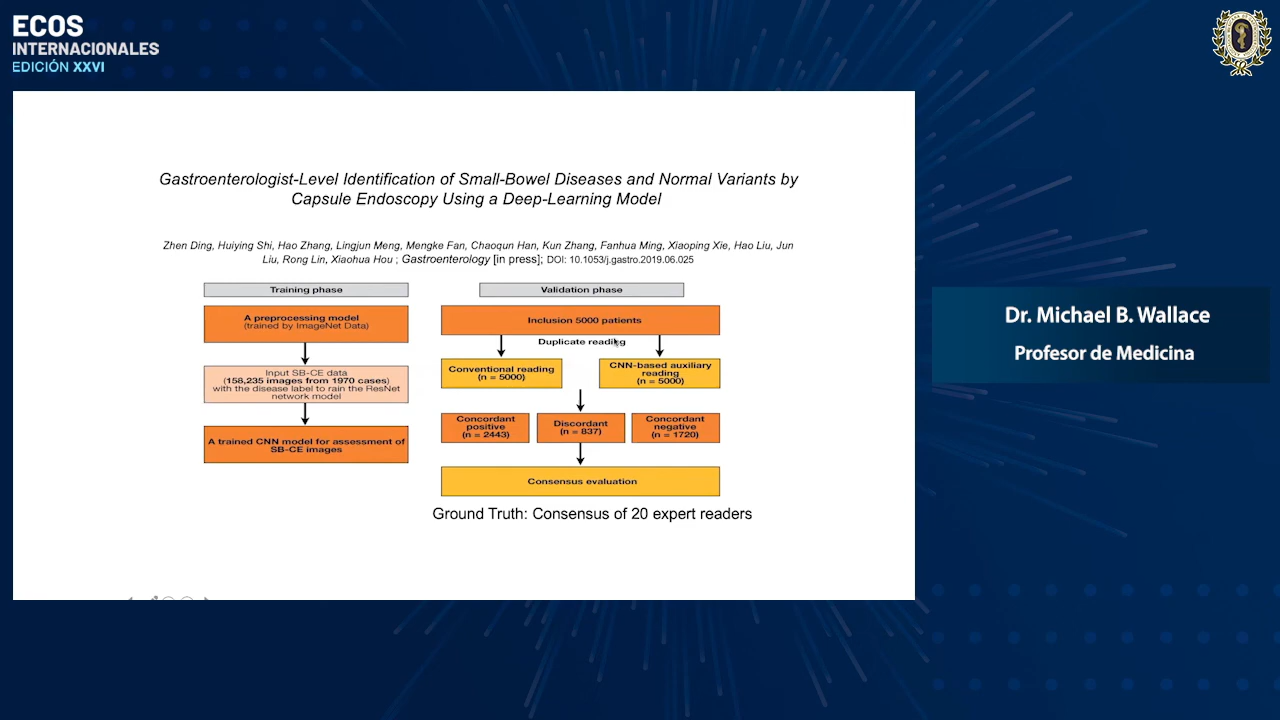 ECOS
INTERNACIONALES
EDICIÓN XXVI
Gastroenterologist-Level Identification of Small-Bowel Diseases and Normal Variants by
Capsule Endoscopy Using a Deep-Learning Model
Zhen Ding, Huiying Shi, Hao Zhang, Lingjun Meng, Mengke Fan, Chaoqun Han, Kun Zhang, Fanhua Ming, Xiaoping Xie, Hao Liu, Jun
Liu, Rong Lin, Xiaohua Hou ; Gastroenterology [in press]; DOI: 10.1053/j.gastro.2019.06.025
Training phase
A preprocessing model
(trained by ImageNet Data)
Input SB-CE data
(158,235 images from 1970 cases)
with the disease label to rain the ResNet
network model
A trained CNN model for assessment of
SB-CE images
Validation phase
Inclusion 5000 patients
Duplicate reading
Conventional reading
(n = 5000)
CNN-based auxiliary
reading
(n = 5000)
Concordant
positive
(n = 2443)
Discordant
(n = 837)
Concordant
negative
(n = 1720)
Consensus evaluation
Ground Truth: Consensus of 20 expert readers
Dr. Michael B. Wallace
Profesor de Medicina